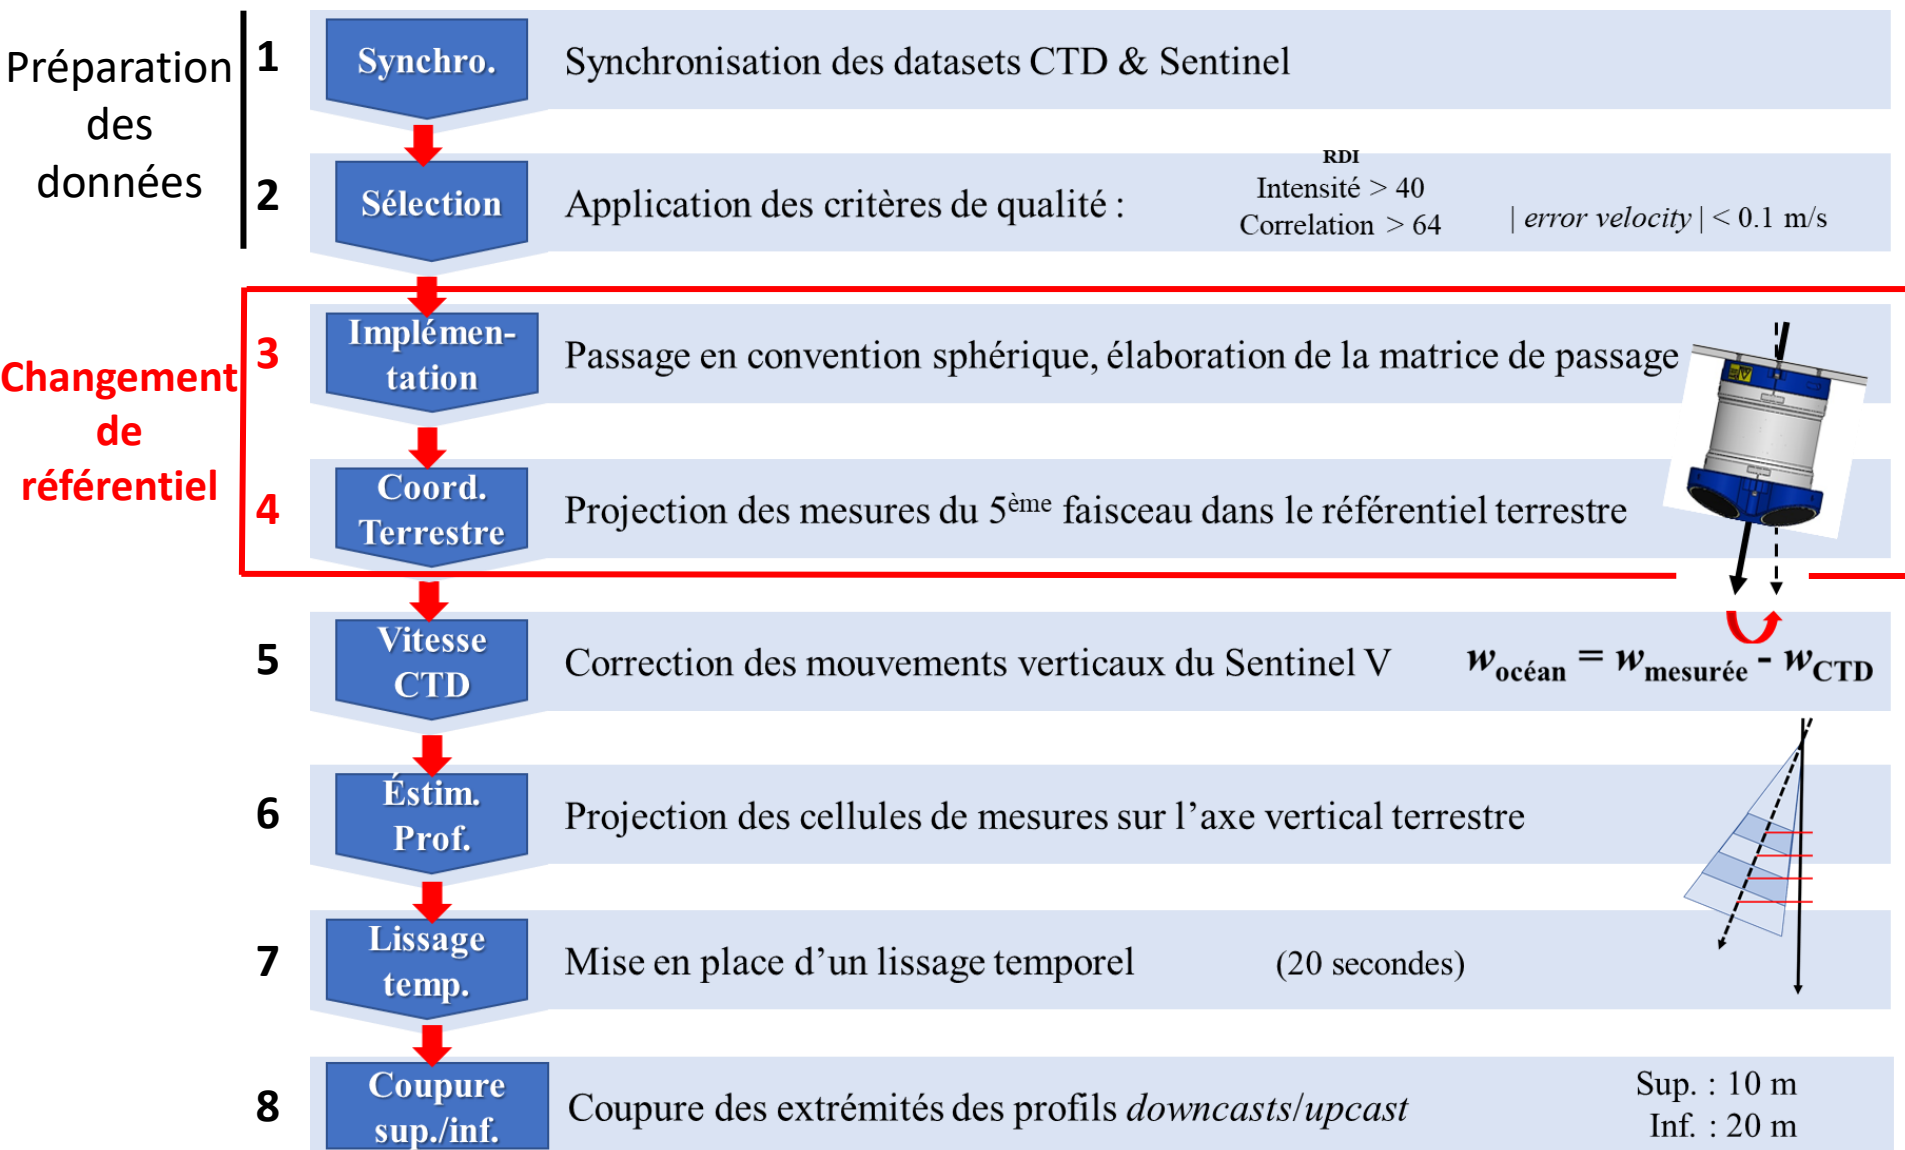 Préparation
des
données
1
Synchro.
Synchronisation des datasets CTD & Sentinel
2
Sélection
Application des critères de qualité :
RDI
Intensité > 40
Correlation > 64
| error velocity | < 0.1 m/s
Changement
de
référentiel
3
Implémen-
tation
Passage en convention sphérique, élaboration de la matrice de passage
4
Coord.
Terrestre
Projection des mesures du 5ème faisceau dans le référentiel terrestre
5
Vitesse
CTD
Correction des mouvements verticaux du Sentinel V
wocéan = wmesurée - wCTD
6
Éstim.
Prof.
Projection des cellules de mesures sur l’axe vertical terrestre
7
Lissage
temp.
Mise en place d’un lissage temporel
(20 secondes)
8
Coupure
sup./inf.
Coupure des extrémités des profils downcasts/upcast
Sup. : 10 m
Inf. : 20 m